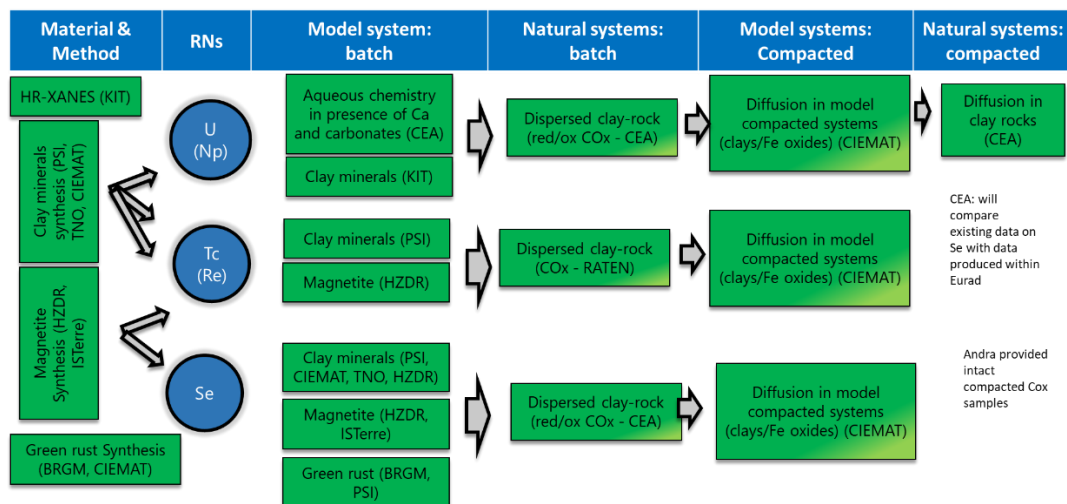 Material &
Method
RNs
Model system:
batch
Natural systems:
batch
Model systems:
Compacted
Natural systems:
compacted
HR-XANES (KIT)
Clay minerals
synthesis (PSI,
TNO, CIEMAT)
Magnetite
Synthesis (HZDR,
ISTerre)
Green rust Synthesis
(BRGM, CIEMAT)
U
(Np)
Tc
(Re)
Se
Aqueous chemistry
in presence of Ca
and carbonates (CEA)
Clay minerals (KIT)
Dispersed clay-rock
(red/ox COx - CEA)
Diffusion in model
compacted systems
(clays/Fe oxides) (CIEMAT)
Diffusion in
clay rocks
(CEA)
Clay minerals (PSI)
Magnetite (HZDR)
Dispersed clay-rock
(COx - RATEN)
Diffusion in model
compacted systems
(clays/Fe oxides) (CIEMAT)
CEA: will
compare
existing data on
Se with data
produced within
Eurad
Clay minerals (PSI,
CIEMAT, TNO, HZDR)
Magnetite (HZDR,
ISTerre)
Green rust (BRGM,
PSI)
Dispersed clay-rock
(red/ox COx - CEA)
Diffusion in model
compacted systems
(clays/Fe oxides) (CIEMAT)
Andra provided
intact
compacted Cox
samples